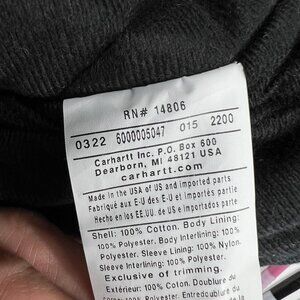 RN# 14806
0322 6000005047 015 2200
Carhartt Inc. P.O. Box 600
Dearborn, MI 48121 USA
carhartt.com
Made in the USA of US and imported parts
Fabriqué aux E-U des E-U et importés partie
Hecho en los EE.UU. de US e importados parte
Shell: 100% Cotton. Body Lining:
100% Polyester. Body Interlining: 100%
Polyester. Sleeve Lining: 100% Nylon.
Sleeve Interlining: 100% Polyester.
Exclusive of trimming.
Extérieur: 100% Coton. Doublure du